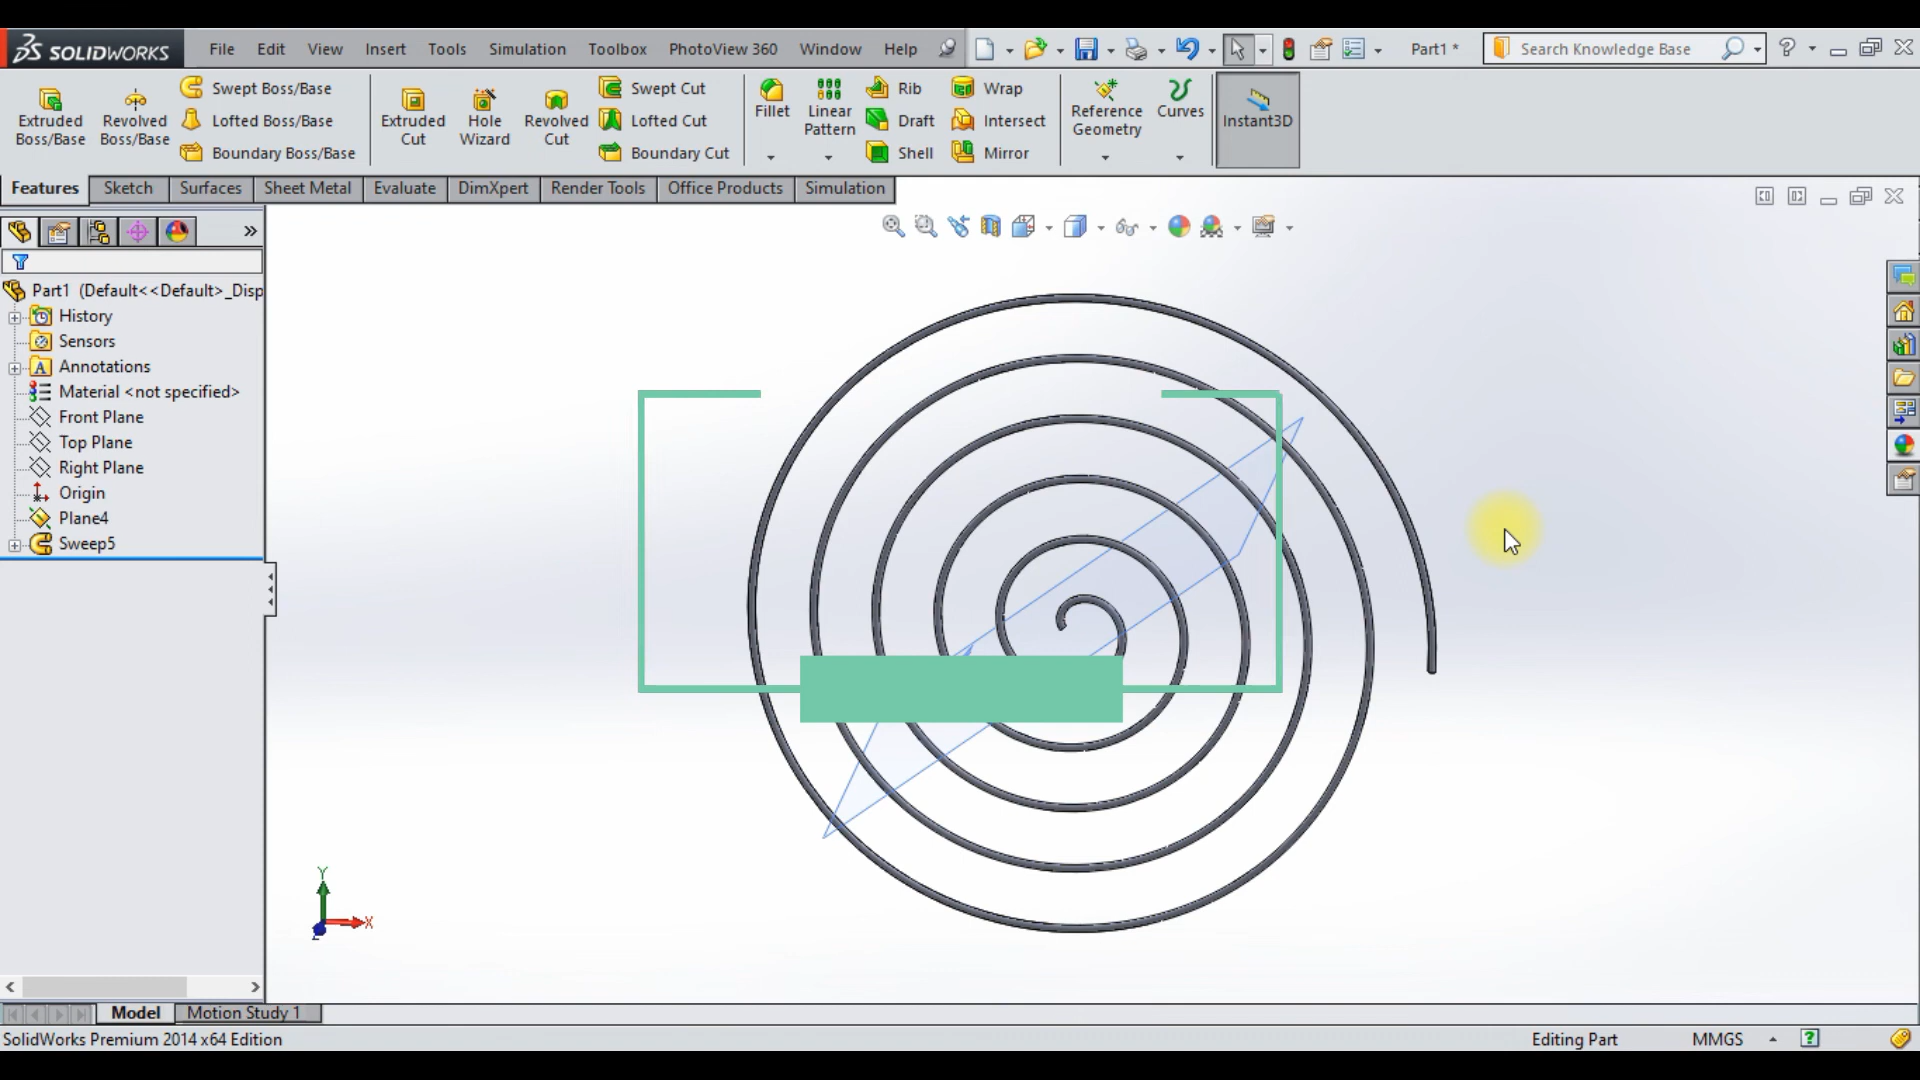 SOLIDWORKS File Edit View Insert Tools Simulation Toolbox PhotoView 360 Window Help Part1 * Search Knowledge Base
Extruded Boss/Base
Revolved Boss/Base
Swept Boss/Base
Lofted Boss/Base
Boundary Boss/Base
Extruded Cut
Hole Wizard
Revolved Cut
Swept Cut
Lofted Cut
Boundary Cut
Fillet
Linear Pattern
Rib
Draft
Shell
Wrap
Intersect
Mirror
Reference Geometry
Curves
Instant3D
Features Sketch Surfaces Sheet Metal Evaluate DimXpert Render Tools Office Products Simulation
Part1 (Default<<Default>_Disp
History
Sensors
Annotations
Material <not specified>
Front Plane
Top Plane
Right Plane
Origin
Plane4
Sweep5
Y
X
Z
Model Motion Study 1
SolidWorks Premium 2014 x64 Edition Editing Part MMGS